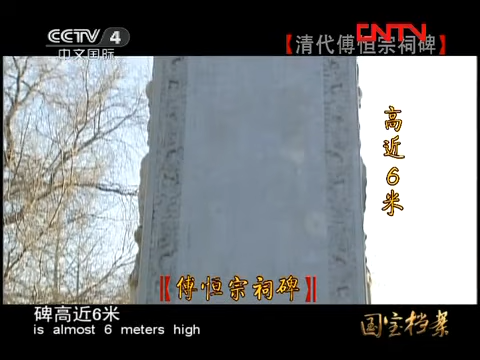 CCTV 4
中文国际
CNTV
【清代傅恒宗祠碑】
高近6米
【傅恒宗祠碑】
碑高近6米
is almost 6 meters high
国宝档案